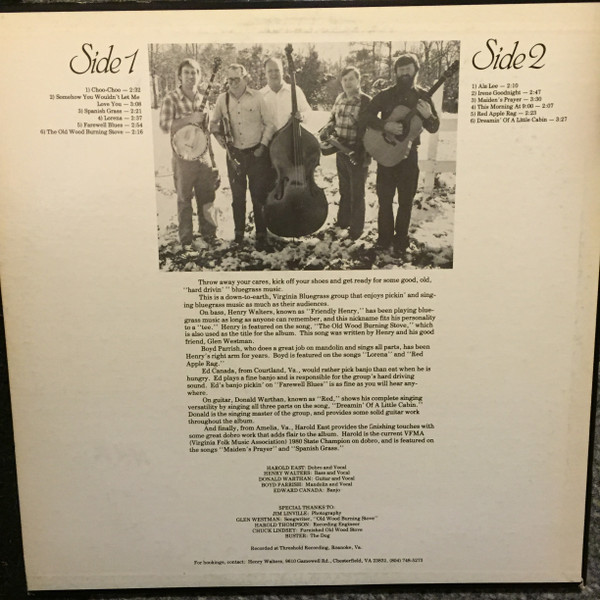 Side 1
1) Choo-Choo — 2:32
2) Somehow You Wouldn't Let Me
Love You — 3:08
3) Spanish Grass — 2:21
4) Lorena — 2:57
5) Farewell Blues — 2:54
6) The Old Wood Burning Stove — 2:16
Side 2
1) Ale Lee — 2:10
2) Irene Goodnight — 2:47
3) Maiden's Prayer — 2:30
4) This Morning At 9:00 — 2:07
5) Red Apple Rag — 2:23
6) Dreamin' Of A Little Cabin — 3:27
Throw away your cares, kick off your shoes and get ready for some good, old,
"hard drivin' " bluegrass music.
This is a down-to-earth, Virginia Bluegrass group that enjoys pickin' and sing-
ing bluegrass music as much as their audiences.
On bass, Henry Walters, known as "Friendly Henry," has been playing blue-
grass music as long as anyone can remember, and this nickname fits his personality
to a "tee." Henry is featured on the song, "The Old Wood Burning Stove," which
is also used as the title for the album. This song was written by Henry and his good
friend, Glen Westman.
Boyd Parrish, who does a great job on mandolin and sings all parts, has been
Henry's right arm for years. Boyd is featured on the songs "Lorena" and "Red
Apple Rag."
Ed Canada, from Courtland, Va., would rather pick banjo than eat when he is
hungry. Ed plays a fine banjo and is responsible for the group's hard driving
sound. Ed's banjo pickin' on "Farewell Blues" is as fine as you will hear any-
where.
On guitar, Donald Warthan, known as "Red," shows his complete singing
versatility by singing all three parts on the song, "Dreamin' Of A Little Cabin."
Donald is the singing master of the group, and provides some solid guitar work
throughout the album.
And finally, from Amelia, Va., Harold East provides the finishing touches with
some great dobro work that adds flair to the album. Harold is the current VFMA
(Virginia Folk Music Association) 1980 State Champion on dobro, and is featured on
the songs "Maiden's Prayer" and "Spanish Grass."
HAROLD EAST: Dobro and Vocal
HENRY WALTERS: Bass and Vocal
DONALD WARTHAN: Guitar and Vocal
BOYD PARRISH: Mandolin and Vocal
EDWARD CANADA: Banjo
SPECIAL THANKS TO:
JIM LINVILLE: Photography
GLEN WESTMAN: Songwriter, "Old Wood Burning Stove"
HAROLD THOMPSON: Recording Engineer
CHUCK LINDSEY: Furnished Old Wood Stove
BUSTER: The Dog
Recorded at Threshold Recording, Roanoke, Va.
For bookings, contact: Henry Walters, Rd., Chesterfield, VA